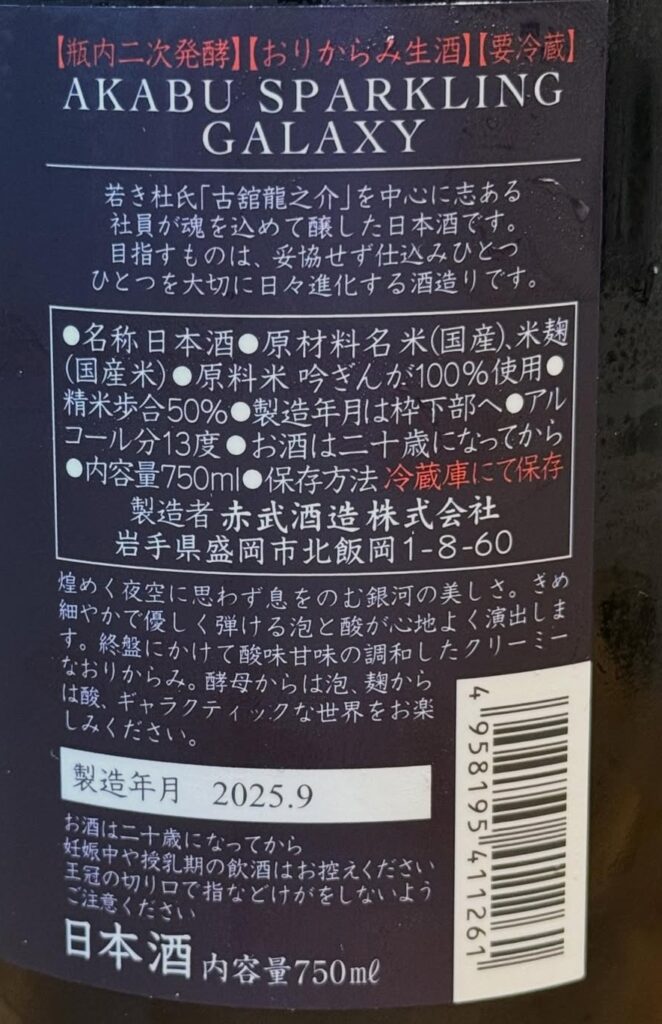 【瓶内二次発酵】【おりがらみ生酒】【要冷蔵】
AKABU SPARKLING
GALAXY
若き杜氏「古舘龍之介」を中心に志ある
社員が魂を込めて醸した日本酒です。
目指すものは、妥協せず仕込みひとつ
ひとつを大切に日々進化する酒造りです。
●名称 日本酒●原材料名 米(国産)、米麹
(国産米)●原料米 吟ぎんが100%使用●
精米歩合50%●製造年月は枠下部へ●アル
コール分13度●お酒は二十歳になってから
●内容量750ml●保存方法 冷蔵庫にて保存
製造者 赤武酒造株式会社
岩手県盛岡市北飯岡1-8-60
煌めく夜空に思わず息をのむ銀河の美しさ。きめ
細やかで優しく弾ける泡と酸が心地よく演出しま
す。終盤にかけて酸味甘味の調和したクリーミー
なおりがらみ。酵母からは泡、麹から
は酸、ギャラクティックな世界をお楽
しみください。
製造年月 2025.9
お酒は二十歳になってから
妊娠中や授乳期の飲酒はお控えください
王冠の切り口で指などけがをしないよう
ご注意ください
日本酒 内容量750㎖
4 958195 411261